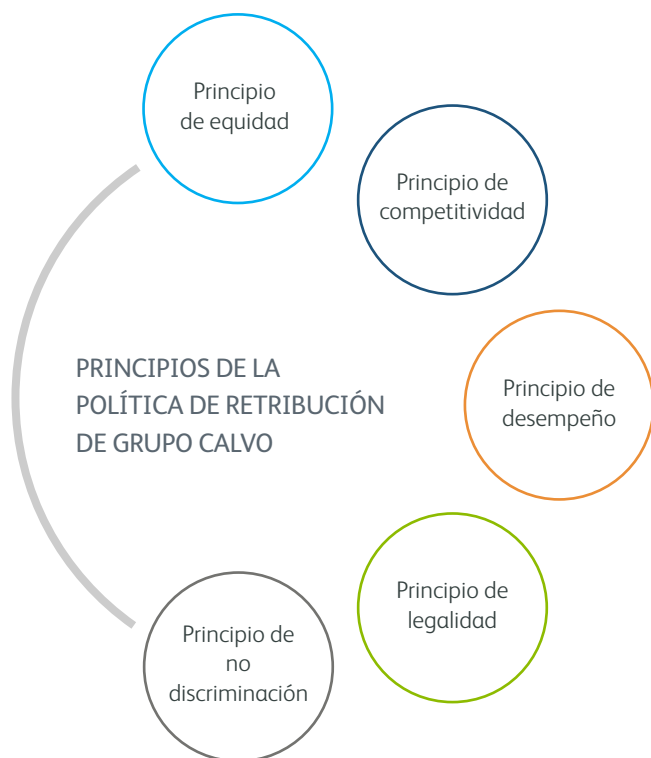 Principio
de equidad
Principio de
competitividad
PRINCIPIOS DE LA
POLÍTICA DE RETRIBUCIÓN
DE GRUPO CALVO
Principio de
desempeño
Principio de
legalidad
Principio de
no
discriminación